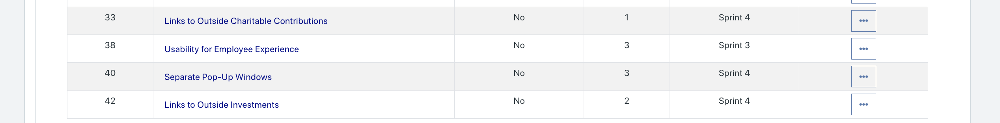 33 Links to Outside Charitable Contributions No 1 Sprint 4 •••
38 Usability for Employee Experience No 3 Sprint 3 •••
40 Separate Pop-Up Windows No 3 Sprint 4 •••
42 Links to Outside Investments No 2 Sprint 4 •••